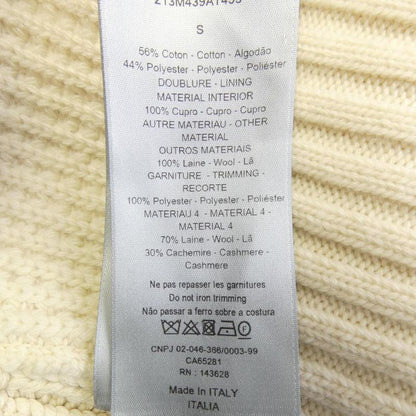 213M439AT455
S
56% Coton - Cotton - Algodão
44% Polyester - Polyester - Poliéster
DOUBLURE - LINING
MATERIAL INTERIOR
100% Cupro - Cupro - Cupro
AUTRE MATERIAU - OTHER
MATERIAL
OUTROS MATERIAIS
100% Laine - Wool - Lã
GARNITURE - TRIMMING -
RECORTE
100% Polyester - Polyester - Poliéster
MATERIAU 4 - MATERIAL 4 -
MATERIAL 4
70% Laine - Wool - Lã
30% Cachemire - Cashmere -
Cashmere
Ne pas repasser les garnitures
Do not iron trimming
Não passar a ferro sobre a costura
CNPJ 02-046-386/0003-99
CA65281
RN : 143628
Made In ITALY
ITALIA